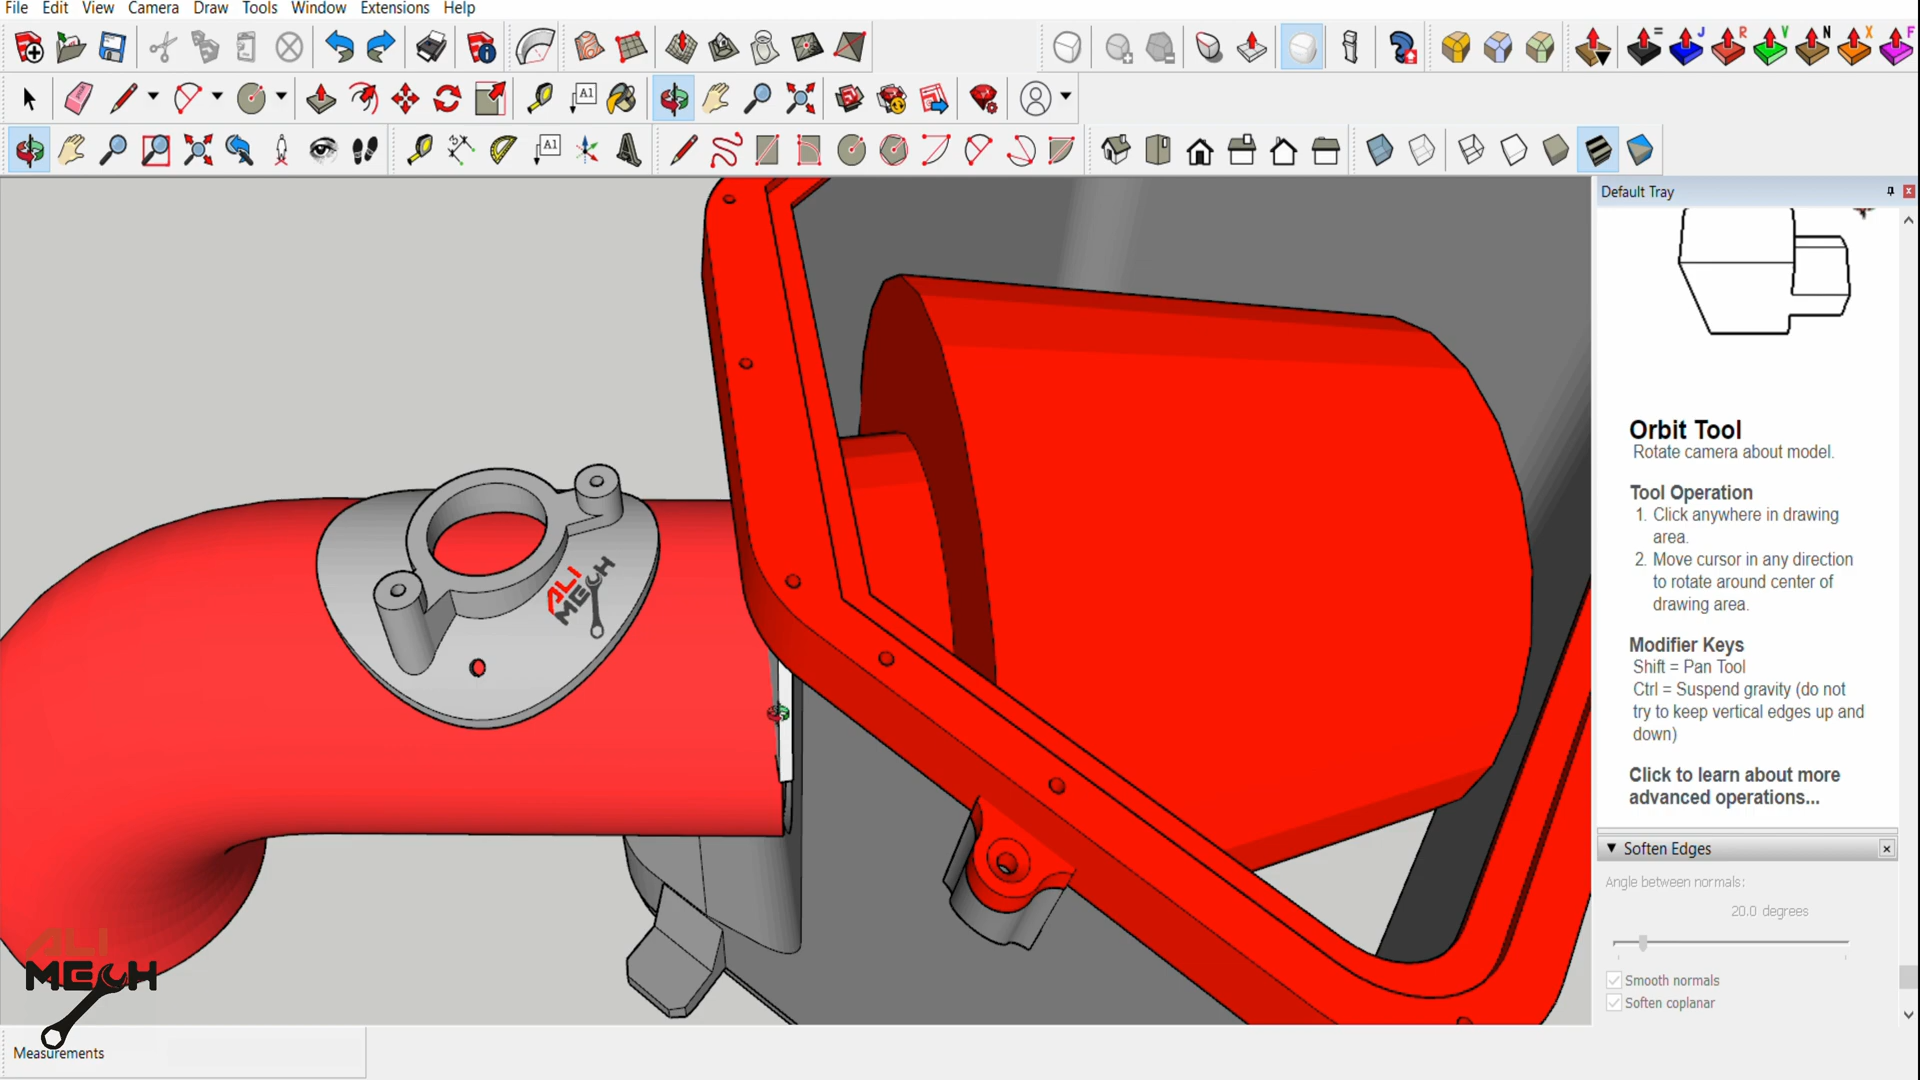 File Edit View Camera Draw Tools Window Extensions Help
= J R V N X F
A1
A1
Default Tray
Orbit Tool
Rotate camera about model.
Tool Operation
1. Click anywhere in drawing
area.
2. Move cursor in any direction
to rotate around center of
drawing area.
Modifier Keys
Shift = Pan Tool
Ctrl = Suspend gravity (do not
try to keep vertical edges up and
down)
Click to learn about more
advanced operations...
Soften Edges
Angle between normals:
20.0 degrees
Smooth normals
Soften coplanar
ALI
MECH
ALI
MECH
Measurements